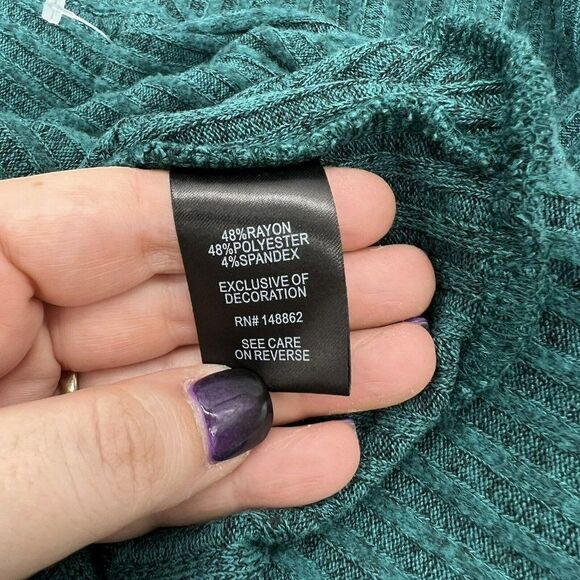 48%RAYON
48%POLYESTER
4%SPANDEX
EXCLUSIVE OF
DECORATION
RN# 148862
SEE CARE
ON REVERSE